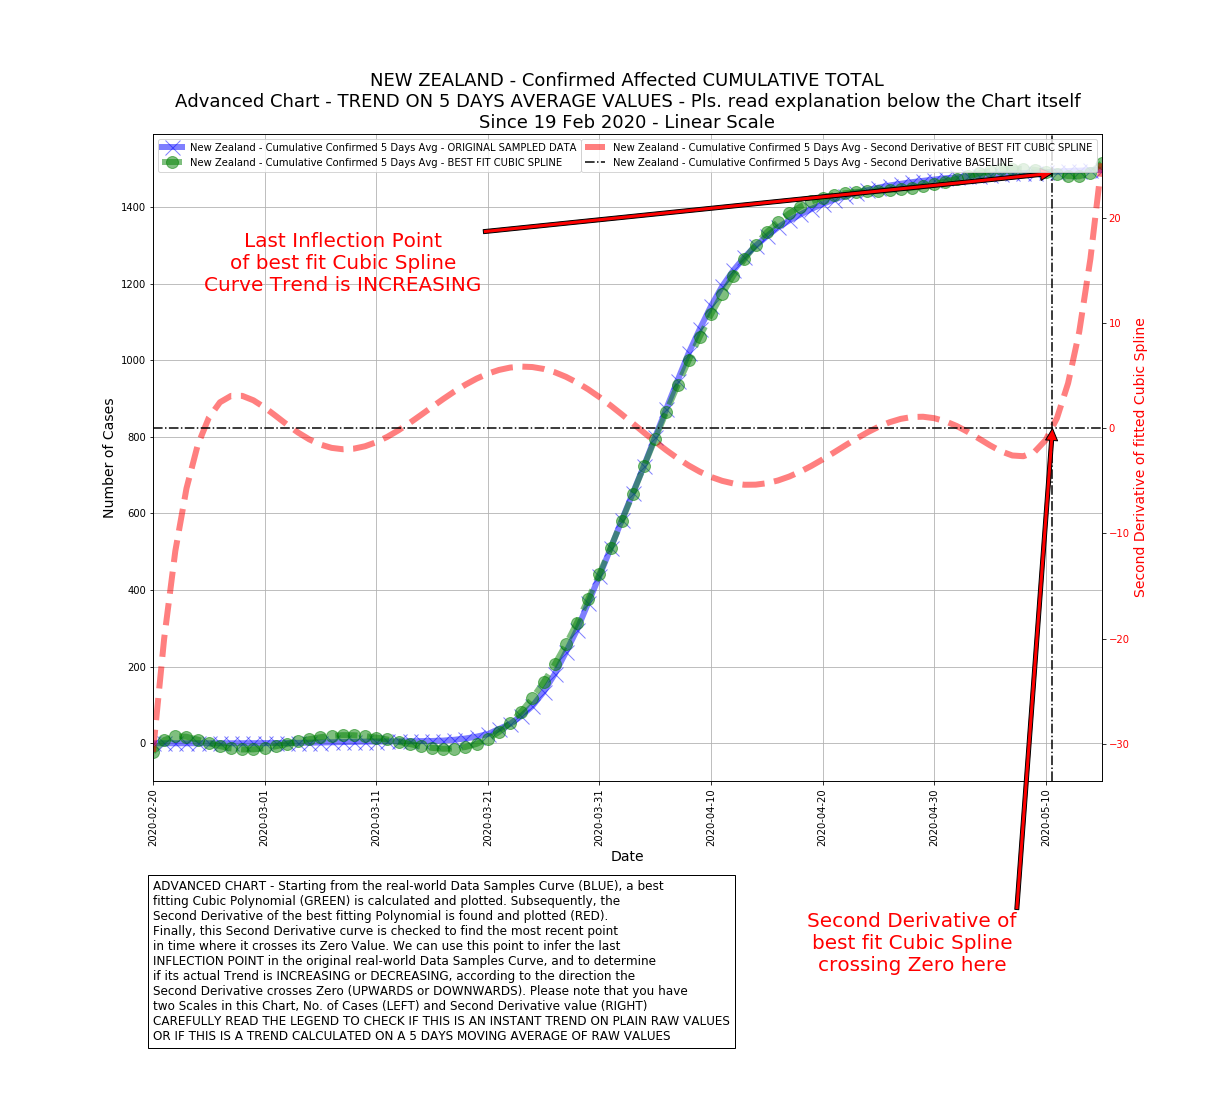 NEW ZEALAND - Confirmed Affected CUMULATIVE TOTAL
Advanced Chart - TREND ON 5 DAYS AVERAGE VALUES - Pls. read explanation below the Chart itself
Since 19 Feb 2020 - Linear Scale
New Zealand - Cumulative Confirmed 5 Days Avg - ORIGINAL SAMPLED DATA
New Zealand - Cumulative Confirmed 5 Days Avg - BEST FIT CUBIC SPLINE
New Zealand - Cumulative Confirmed 5 Days Avg - Second Derivative of BEST FIT CUBIC SPLINE
New Zealand - Cumulative Confirmed 5 Days Avg - Second Derivative BASELINE
Last Inflection Point
of best fit Cubic Spline
Curve Trend is INCREASING
Number of Cases
1400
1200
1000
800
600
400
200
0
20
10
0
−10
−20
−30
Second Derivative of fitted Cubic Spline
2020-02-20
2020-03-01
2020-03-11
2020-03-21
2020-03-31
2020-04-10
2020-04-20
2020-04-30
2020-05-10
Date
ADVANCED CHART - Starting from the real-world Data Samples Curve (BLUE), a best
fitting Cubic Polynomial (GREEN) is calculated and plotted. Subsequently, the
Second Derivative of the best fitting Polynomial is found and plotted (RED).
Finally, this Second Derivative curve is checked to find the most recent point
in time where it crosses its Zero Value. We can use this point to infer the last
INFLECTION POINT in the original real-world Data Samples Curve, and to determine
if its actual Trend is INCREASING or DECREASING, according to the direction the
Second Derivative crosses Zero (UPWARDS or DOWNWARDS). Please note that you have
two Scales in this Chart, No. of Cases (LEFT) and Second Derivative value (RIGHT)
CAREFULLY READ THE LEGEND TO CHECK IF THIS IS AN INSTANT TREND ON PLAIN RAW VALUES
OR IF THIS IS A TREND CALCULATED ON A 5 DAYS MOVING AVERAGE OF RAW VALUES
Second Derivative of
best fit Cubic Spline
crossing Zero here